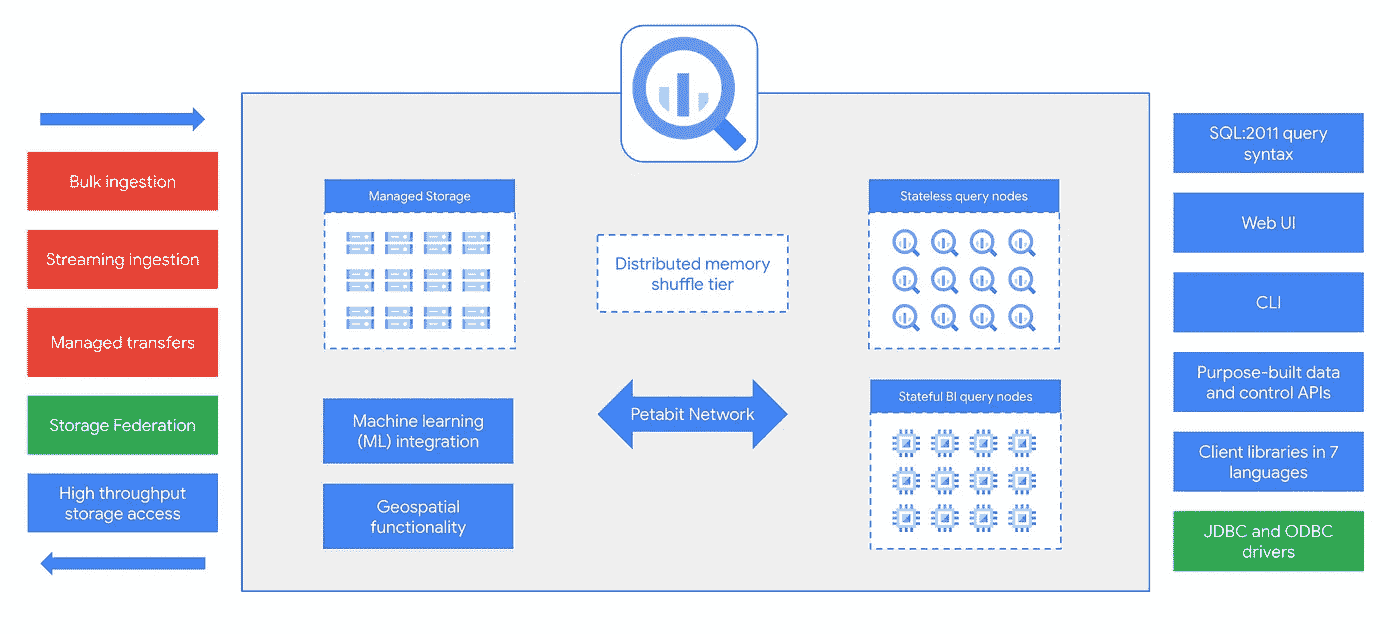 Bulk ingestion
Streaming ingestion
Managed transfers
Storage Federation
High throughput
storage access
Managed Storage
Machine learning
(ML) integration
Geospatial
functionality
Distributed memory
shuffle tier
Petabit Network
Stateless query nodes
Stateful BI query nodes
SQL:2011 query
syntax
Web UI
CLI
Purpose-built data
and control APIs
Client libraries in 7
languages
JDBC and ODBC
drivers